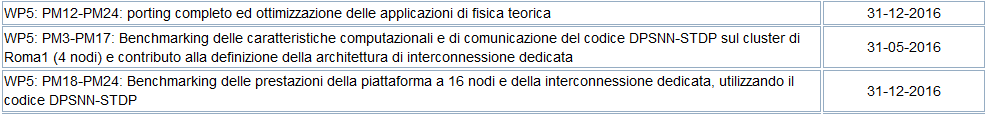 WP5: PM12-PM24: porting completo ed ottimizzazione delle applicazioni di fisica teorica
31-12-2016
WP5: PM3-PM17: Benchmarking delle caratteristiche computazionali e di comunicazione del codice DPSNN-STDP sul cluster di
Roma1 (4 nodi) e contributo alla definizione della architettura di interconnessione dedicata
31-05-2016
WP5: PM18-PM24: Benchmarking delle prestazioni della piattaforma a 16 nodi e della interconnessione dedicata, utilizzando il
codice DPSNN-STDP
31-12-2016